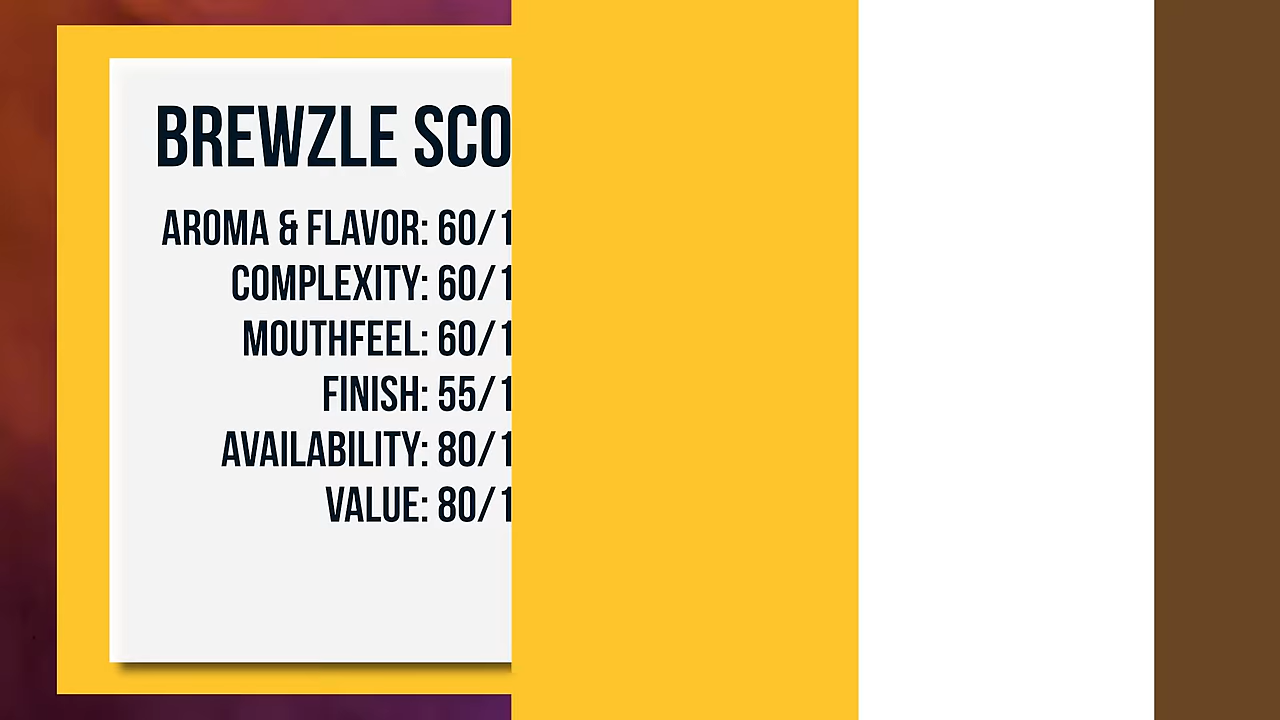 BREWZLE SCO
AROMA & FLAVOR: 60/1
COMPLEXITY: 60/1
MOUTHFEEL: 60/1
FINISH: 55/1
AVAILABILITY: 80/1
VALUE: 80/1